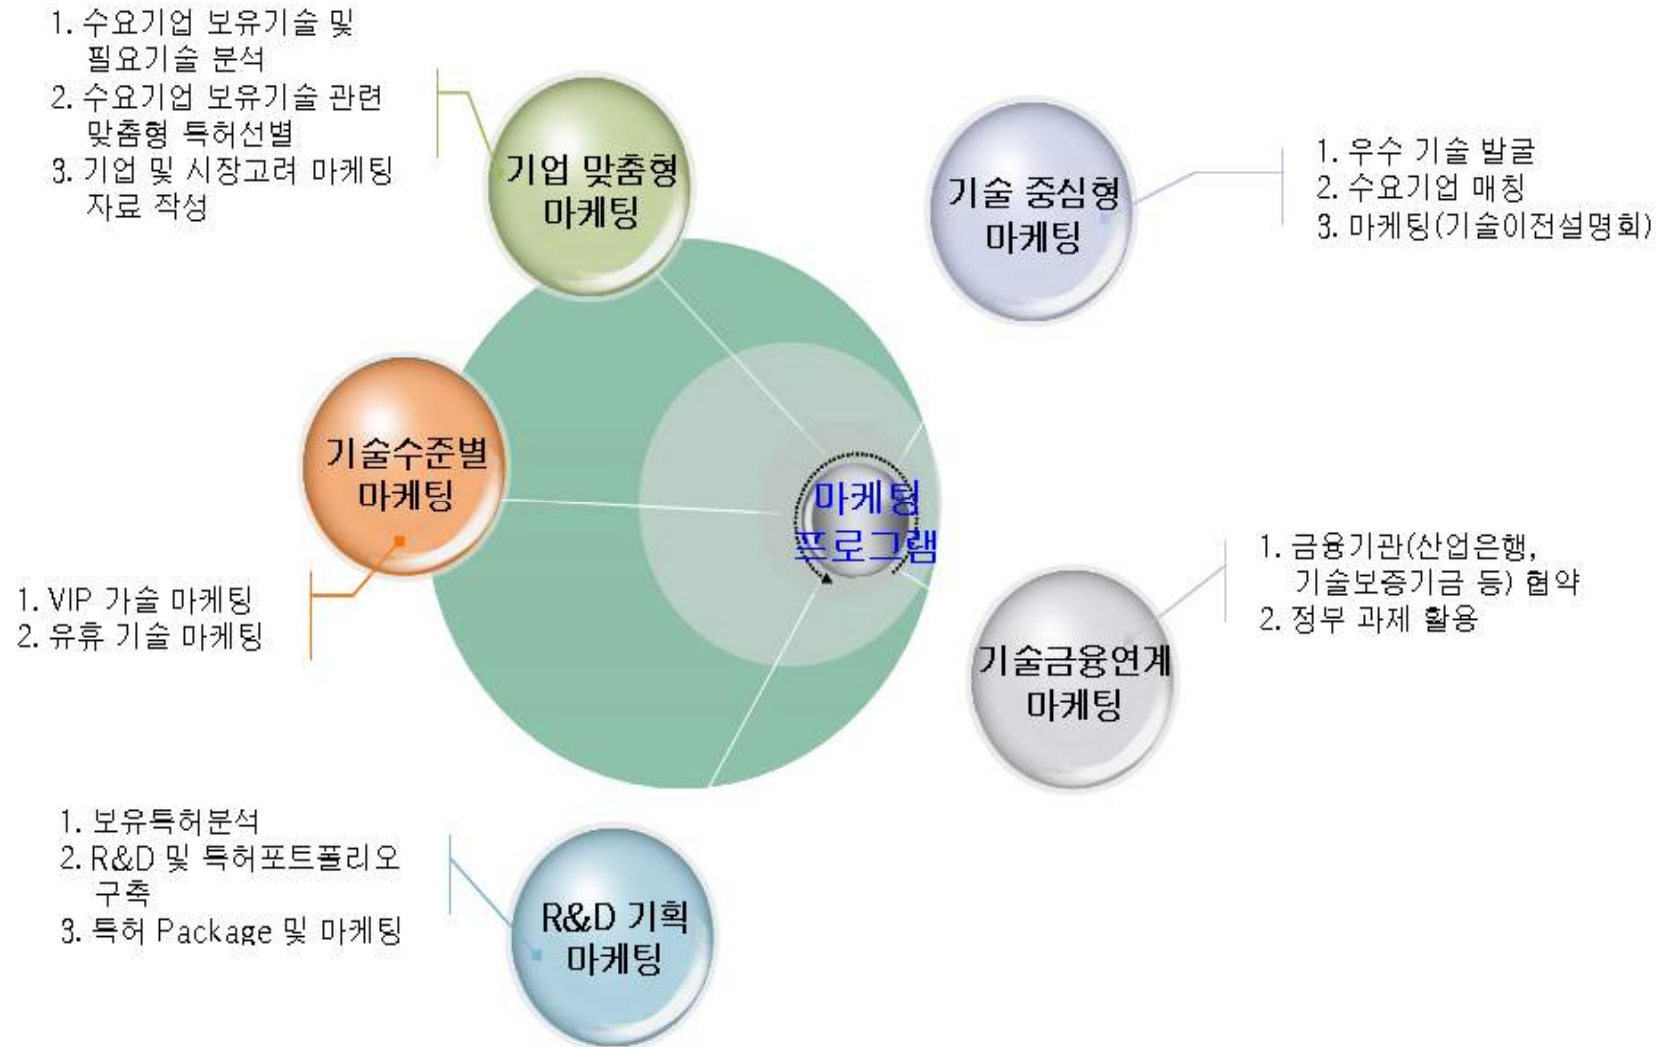 1. 수요기업 보유기술 및
필요기술 분석
2. 수요기업 보유기술 관련
맞춤형 특허선별
3. 기업 및 시장고려 마케팅
자료 작성
기업 맞춤형
마케팅
기술 중심형
마케팅
1. 우수 기술 발굴
2. 수요기업 매칭
3. 마케팅(기술이전설명회)
기술수준별
마케팅
1. VIP 가술 마케팅
2. 유휴 기술 마케팅
마케팅
프로그램
1. 금융기관(산업은행,
기술보증기금 등) 협약
2. 정부 과제 활용
기술금융연계
마케팅
1. 보유특허분석
2. R&D 및 특허포트폴리오
구축
3. 특허 Package 및 마케팅
R&D 기획
마케팅